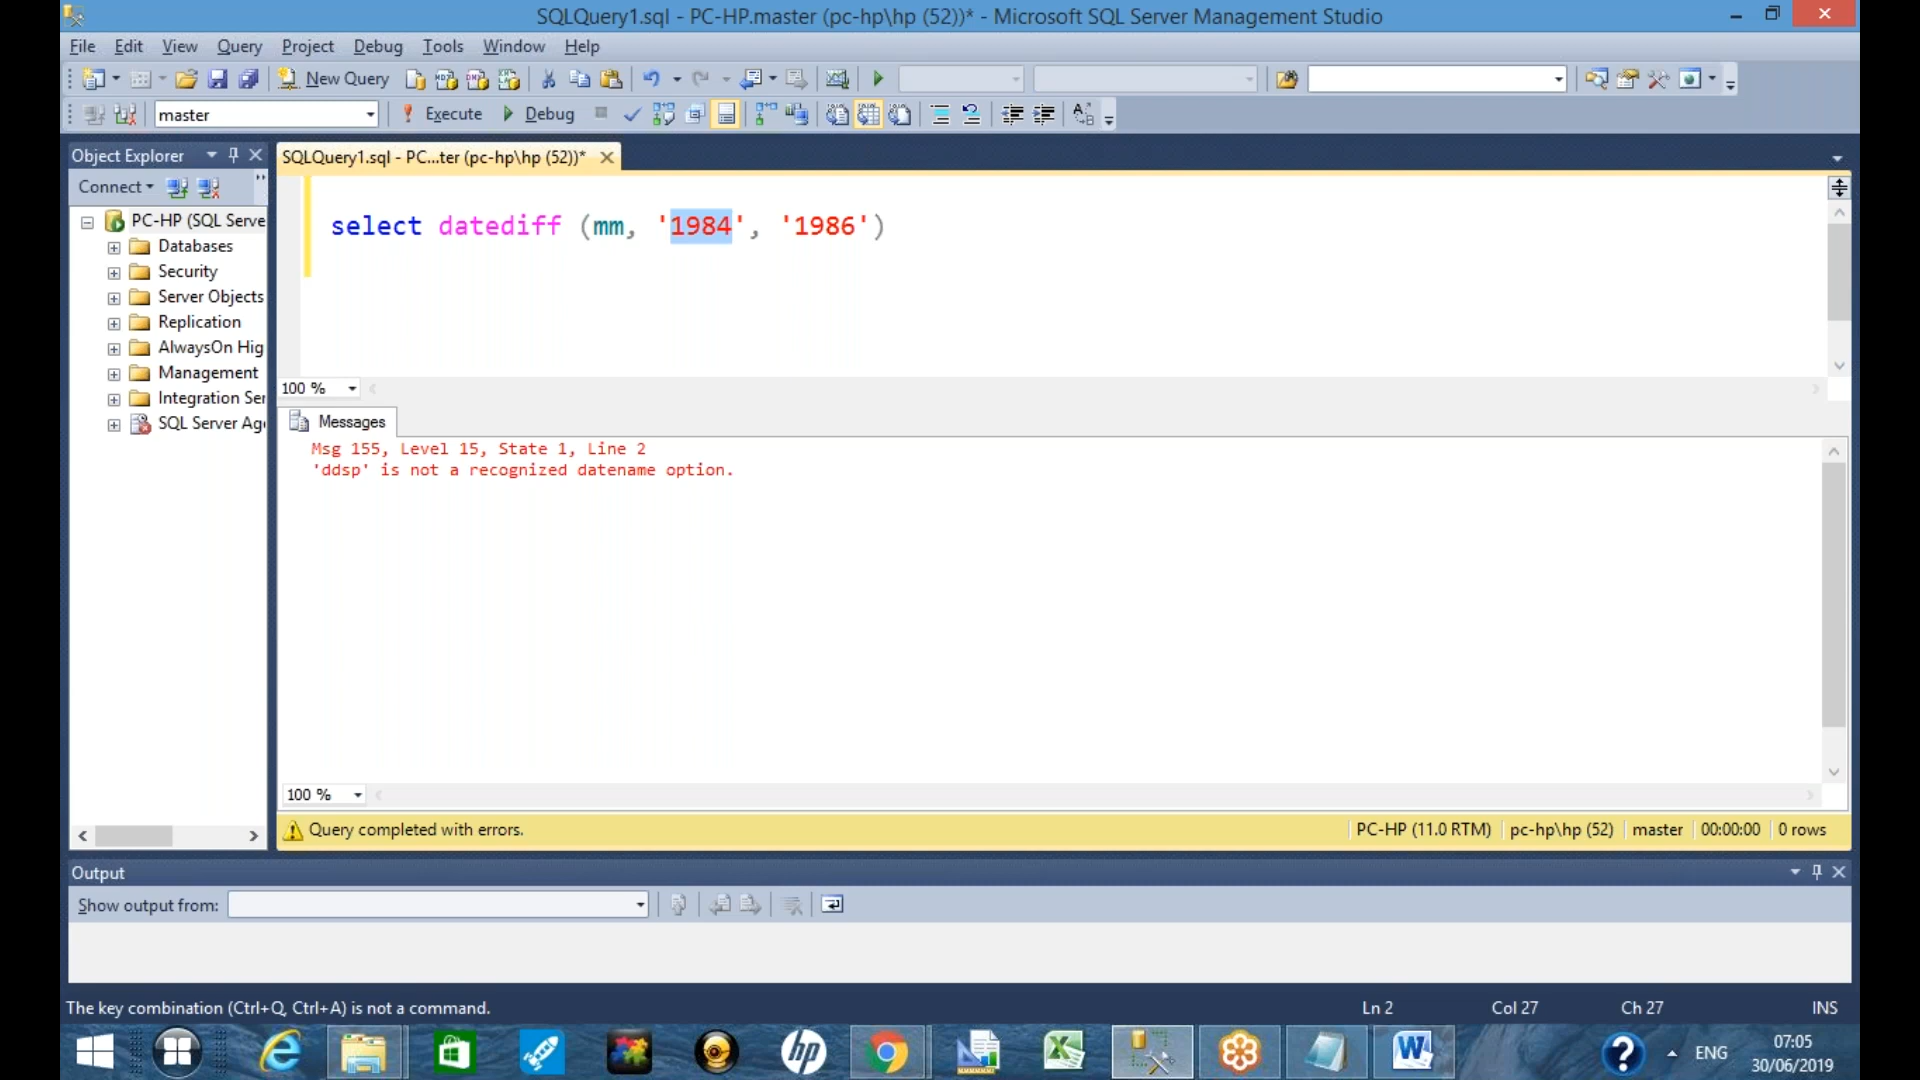 SQLQuery1.sql - PC-HP.master (pc-hp\hp (52))* - Microsoft SQL Server Management Studio
File Edit View Query Project Debug Tools Window Help
New Query
master Execute Debug
Object Explorer
SQLQuery1.sql - PC...ter (pc-hp\hp (52))*
Connect
PC-HP (SQL Serve
Databases
Security
Server Objects
Replication
AlwaysOn Hig
Management
Integration Ser
SQL Server Ag
select datediff (mm, '1984', '1986')
100 %
Messages
Msg 155, Level 15, State 1, Line 2
'ddsp' is not a recognized datename option.
100 %
Query completed with errors. PC-HP (11.0 RTM) pc-hp\hp (52) master 00:00:00 0 rows
Output
Show output from:
The key combination (Ctrl+Q, Ctrl+A) is not a command. Ln 2 Col 27 Ch 27 INS
hp
ENG
07:05
30/06/2019